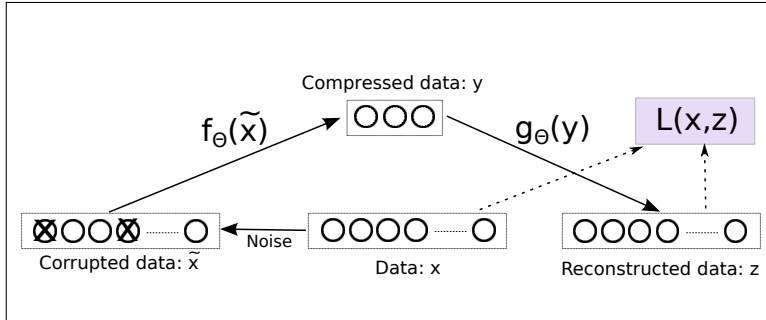 Compressed data: y
f_Θ(x̃)
g_Θ(y)
L(x,z)
Noise
Corrupted data: x̃
Data: x
Reconstructed data: z